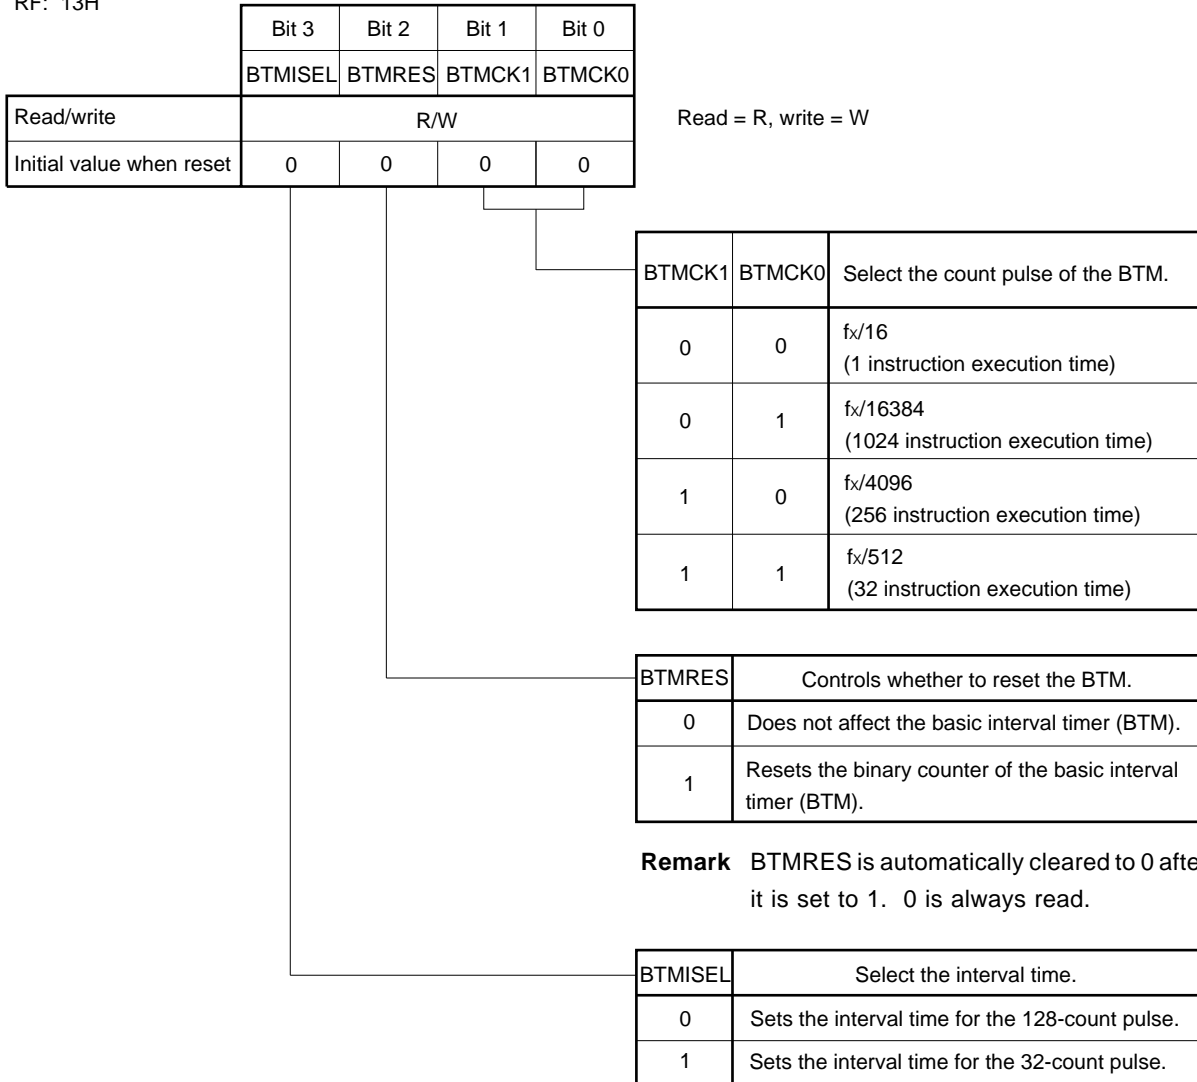 RF: 13H
Bit 3 Bit 2 Bit 1 Bit 0
BTMISEL BTMRES BTMCK1 BTMCK0
Read/write R/W
Read = R, write = W
Initial value when reset 0 0 0 0
BTMCK1 BTMCK0 Select the count pulse of the BTM.
0 0 fX/16
(1 instruction execution time)
0 1 fX/16384
(1024 instruction execution time)
1 0 fX/4096
(256 instruction execution time)
1 1 fX/512
(32 instruction execution time)
BTMRES Controls whether to reset the BTM.
0 Does not affect the basic interval timer (BTM).
1 Resets the binary counter of the basic interval
timer (BTM).
Remark BTMRES is automatically cleared to 0 afte
it is set to 1. 0 is always read.
BTMISEL Select the interval time.
0 Sets the interval time for the 128-count pulse.
1 Sets the interval time for the 32-count pulse.